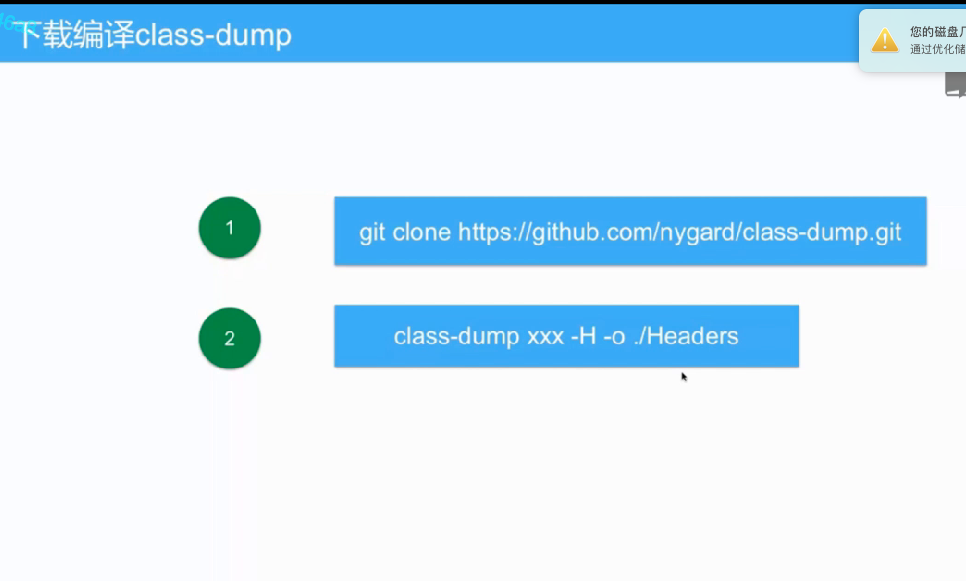 下载编译class-dump
您的磁盘几
通过优化储
1
git clone https://github.com/nygard/class-dump.git
2
class-dump xxx -H -o ./Headers